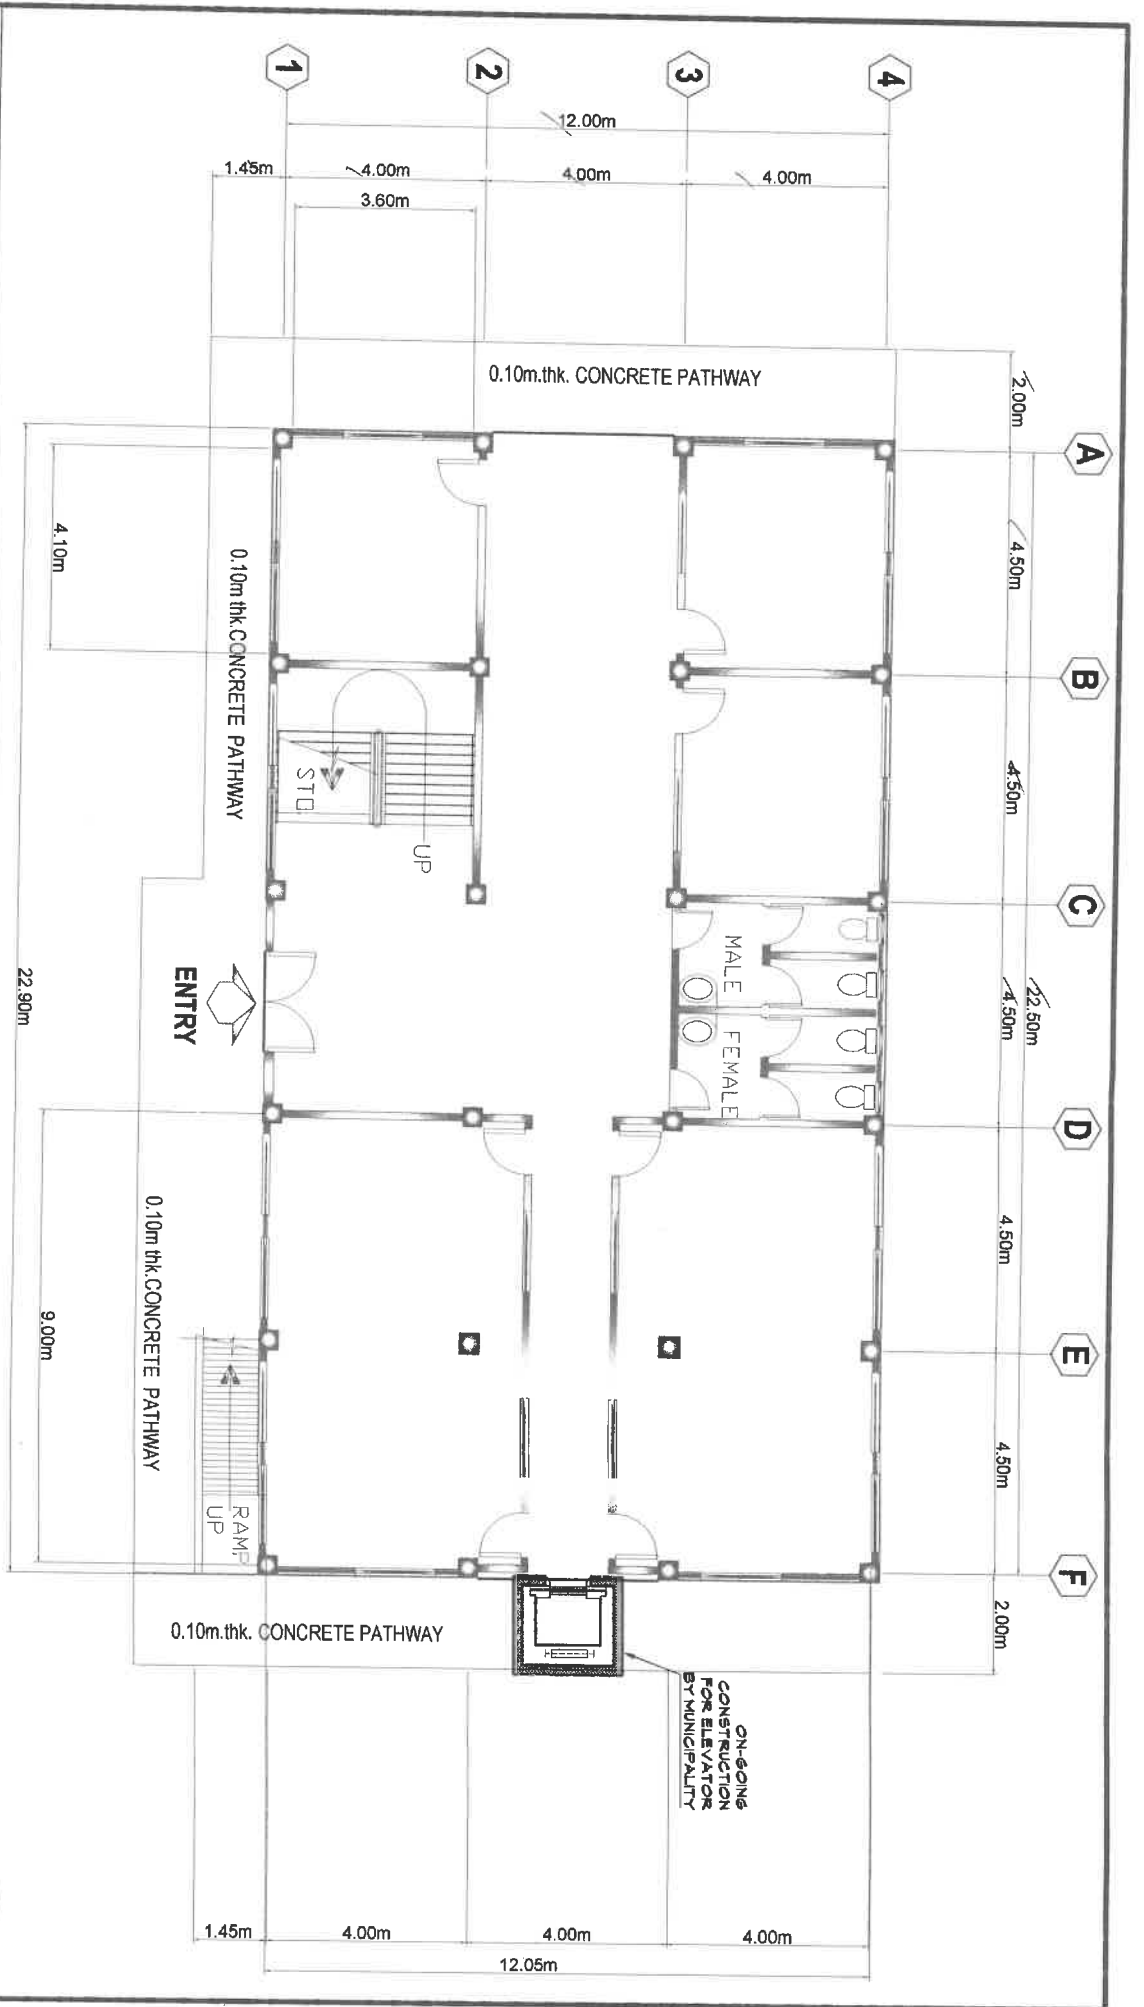 1
2
3
4
12.00m
1.45m
4.00m
4.00m
4.00m
3.60m
0.10m.thk. CONCRETE PATHWAY
2.00m
A
4.50m
B
4.50m
C
22.50m
4.50m
D
4.50m
E
4.50m
F
2.00m
4.10m
0.10m thk.CONCRETE PATHWAY
STO.
UP
MALE
FEMALE
ENTRY
22.90m
9.00m
0.10m thk.CONCRETE PATHWAY
RAMP
UP
0.10m.thk. CONCRETE PATHWAY
ON-GOING
CONSTRUCTION
FOR ELEVATOR
BY MUNICIPALITY
1.45m
4.00m
4.00m
4.00m
12.05m